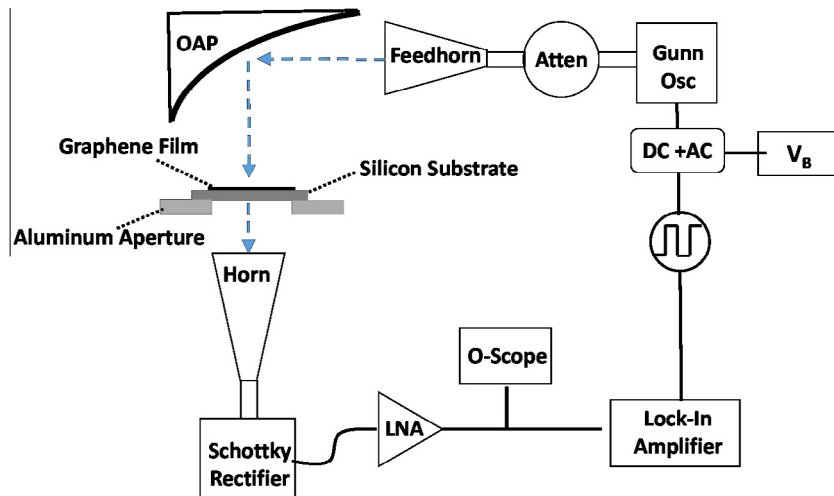 OAP
Feedhorn
Atten
Gunn
Osc
Graphene Film
DC +AC
V_B
Silicon Substrate
Aluminum Aperture
Horn
O-Scope
LNA
Lock-In
Amplifier
Schottky
Rectifier